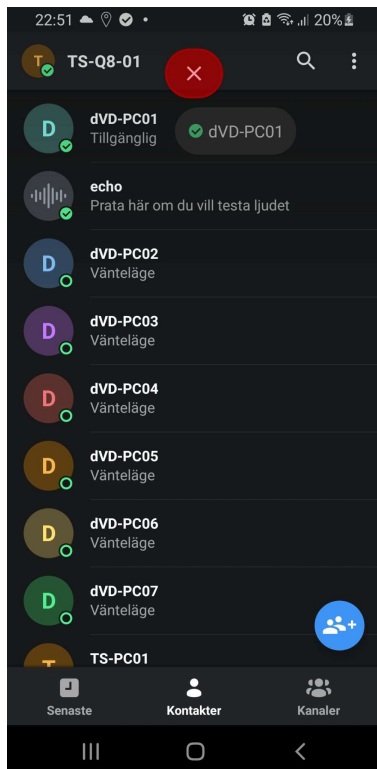 22:51 20%
TS-Q8-01
T
D
dVD-PC01
Tillgänglig
dVD-PC01
echo
Prata här om du vill testa ljudet
D
dVD-PC02
Vänteläge
D
dVD-PC03
Vänteläge
D
dVD-PC04
Vänteläge
D
dVD-PC05
Vänteläge
D
dVD-PC06
Vänteläge
D
dVD-PC07
Vänteläge
T
TS-PC01
Senaste
Kontakter
Kanaler